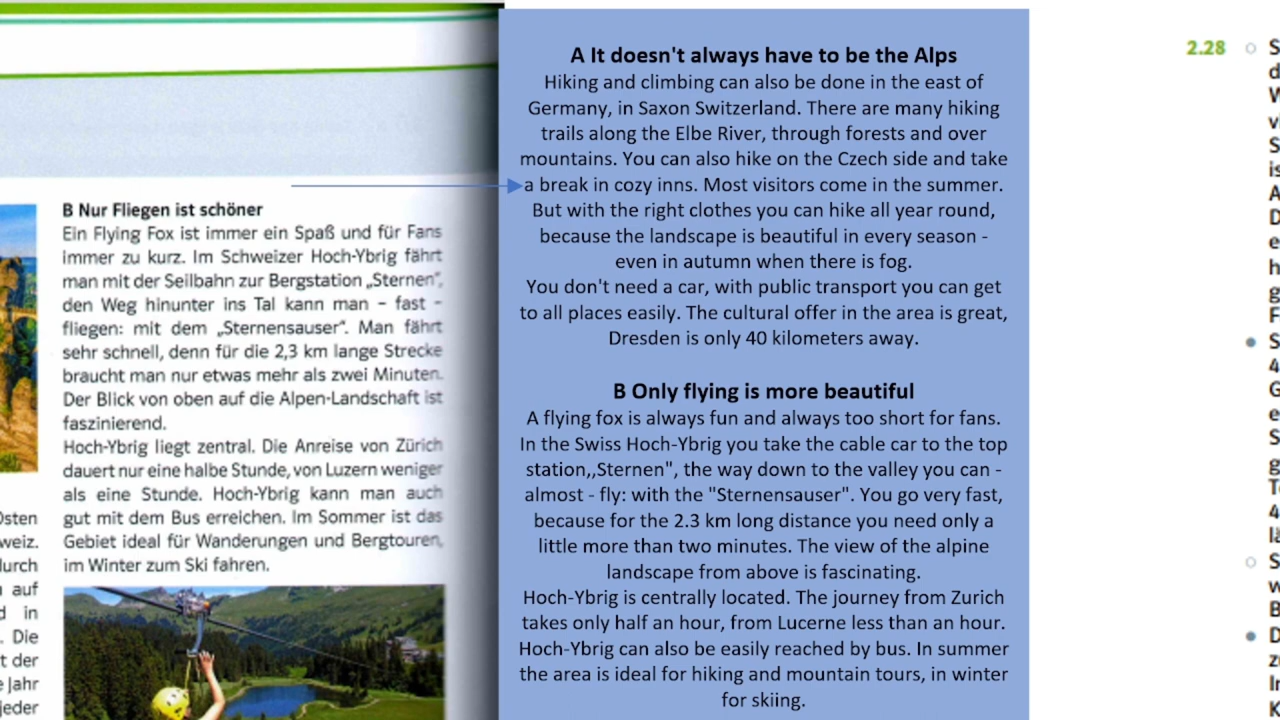 B Nur Fliegen ist schöner
Ein Flying Fox ist immer ein Spaß und für Fans
immer zu kurz. Im Schweizer Hoch-Ybrig fährt
man mit der Seilbahn zur Bergstation „Sternen“,
den Weg hinunter ins Tal kann man – fast –
fliegen: mit dem „Sternensauser“. Man fährt
sehr schnell, denn für die 2,3 km lange Strecke
braucht man nur etwas mehr als zwei Minuten.
Der Blick von oben auf die Alpen-Landschaft ist
faszinierend.
Hoch-Ybrig liegt zentral. Die Anreise von Zürich
dauert nur eine halbe Stunde, von Luzern weniger
als eine Stunde. Hoch-Ybrig kann man auch
gut mit dem Bus erreichen. Im Sommer ist das
Gebiet ideal für Wanderungen und Bergtouren,
im Winter zum Ski fahren.
auf
in
Die
der
A It doesn't always have to be the Alps
Hiking and climbing can also be done in the east of
Germany, in Saxon Switzerland. There are many hiking
trails along the Elbe River, through forests and over
mountains. You can also hike on the Czech side and take
a break in cozy inns. Most visitors come in the summer.
But with the right clothes you can hike all year round,
because the landscape is beautiful in every season -
even in autumn when there is fog.
You don't need a car, with public transport you can get
to all places easily. The cultural offer in the area is great,
Dresden is only 40 kilometers away.
B Only flying is more beautiful
A flying fox is always fun and always too short for fans.
In the Swiss Hoch-Ybrig you take the cable car to the top
station,,Sternen", the way down to the valley you can -
almost - fly: with the "Sternensauser". You go very fast,
because for the 2.3 km long distance you need only a
little more than two minutes. The view of the alpine
landscape from above is fascinating.
Hoch-Ybrig is centrally located. The journey from Zurich
takes only half an hour, from Lucerne less than an hour.
Hoch-Ybrig can also be easily reached by bus. In summer
the area is ideal for hiking and mountain tours, in winter
for skiing.
2.28